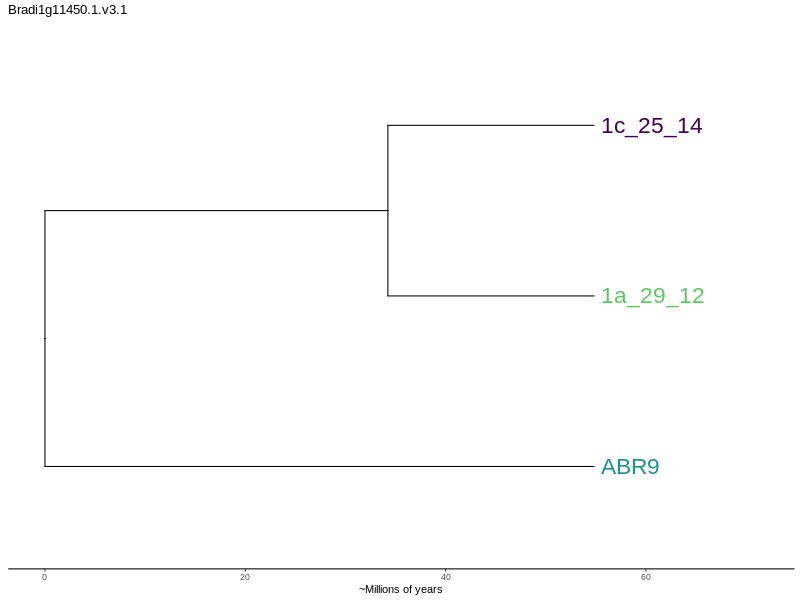 Bradi1g11450.1.v3.1
1c_25_14
1a_29_12
ABR9
0 20 40 60
~Millions of years